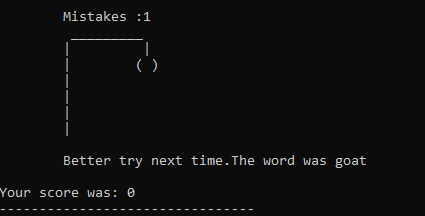 Mistakes :1
( )
Better try next time.The word was goat
Your score was: 0
--------------------------------